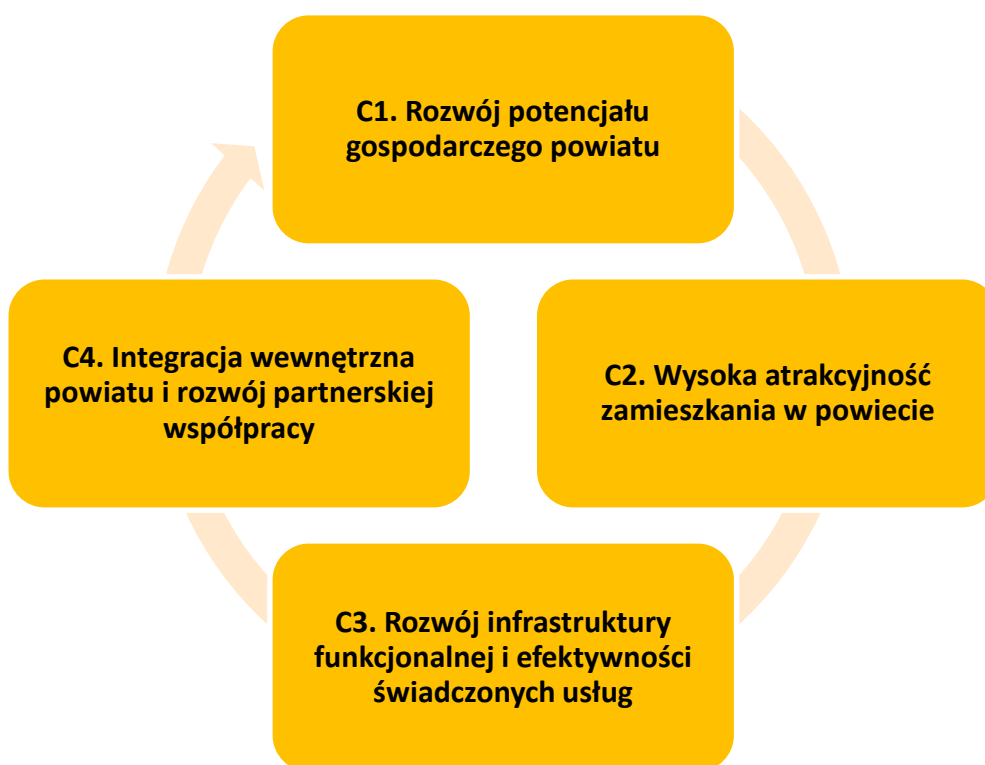 C1. Rozwój potencjału
gospodarczego powiatu
C2. Wysoka atrakcyjność
zamieszkania w powiecie
C3. Rozwój infrastruktury
funkcjonalnej i efektywności
świadczonych usług
C4. Integracja wewnętrzna
powiatu i rozwój partnerskiej
współpracy